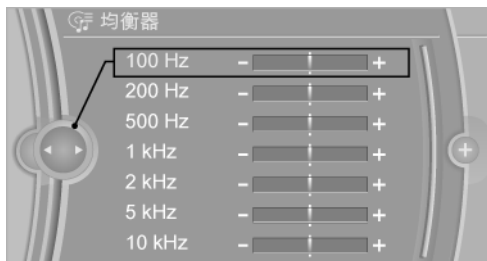 均衡器
100 Hz - +
200 Hz - +
500 Hz - +
1 kHz - +
2 kHz - +
5 kHz - +
10 kHz - +
+